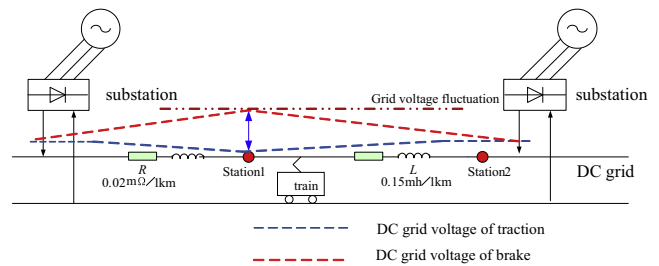 substation
substation
Grid voltage fluctuation
R
0.02mΩ/1km
Station1
train
L
0.15mh/1km
Station2
DC grid
DC grid voltage of traction
DC grid voltage of brake